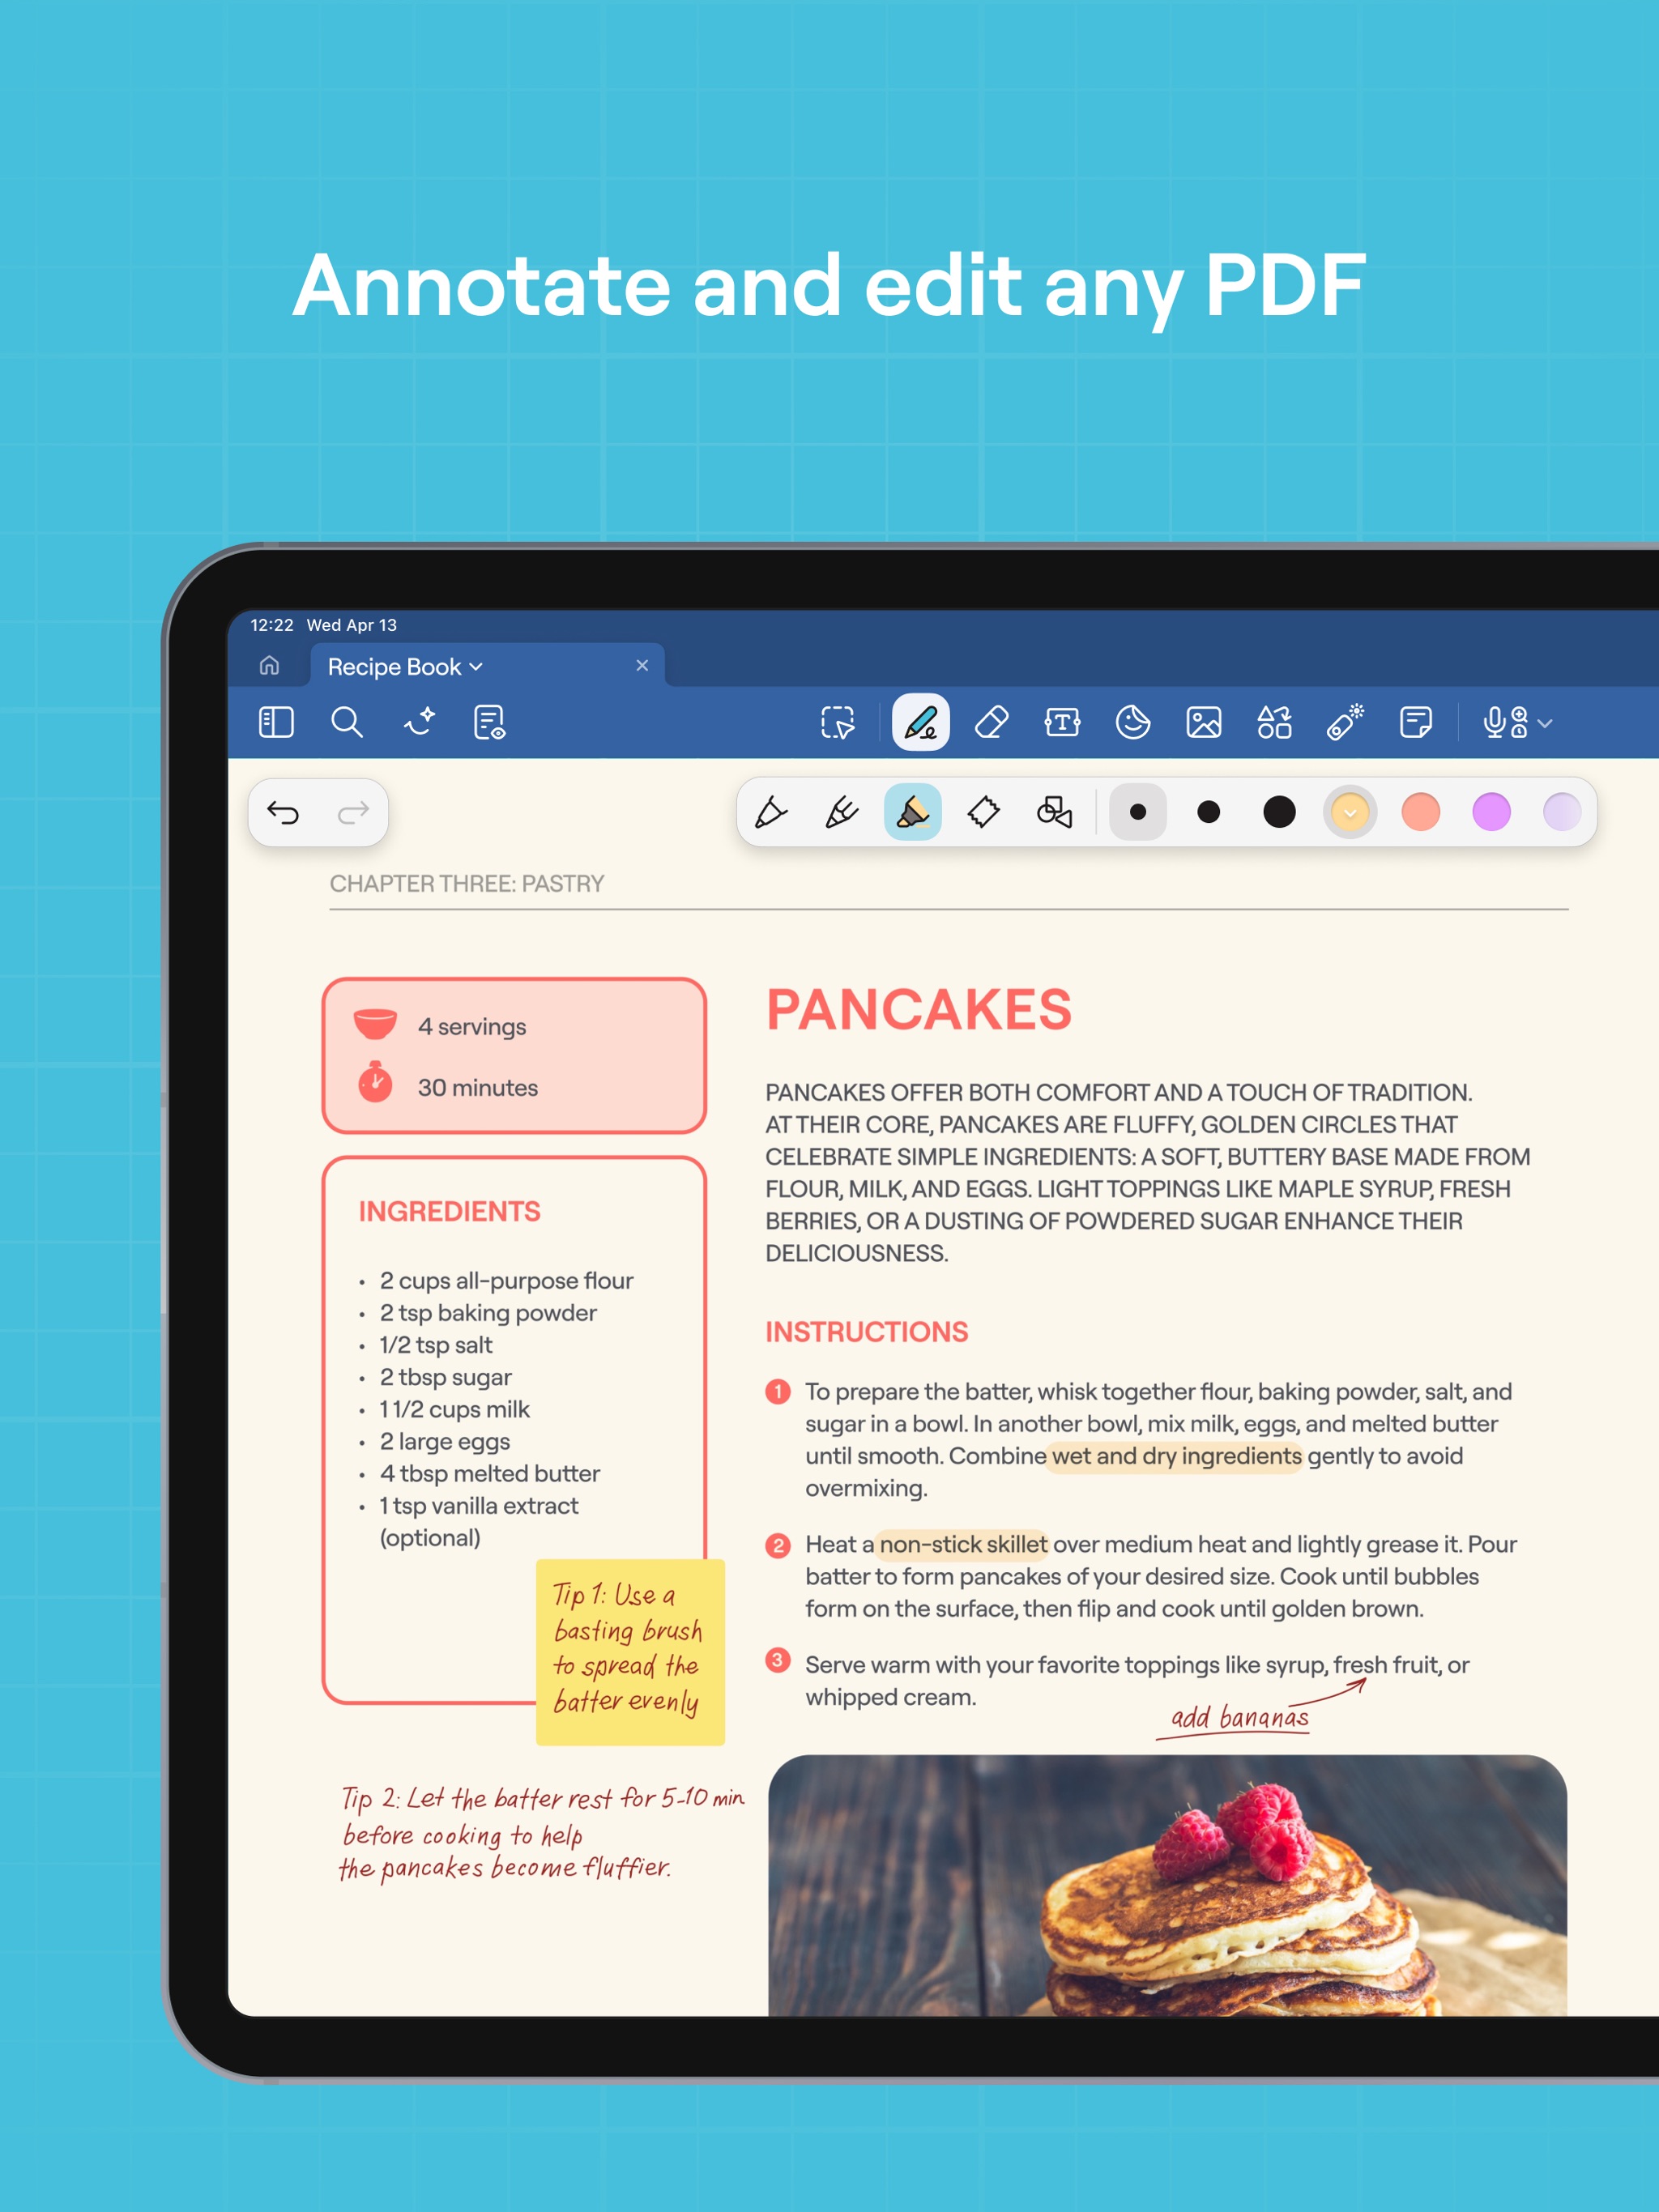 Annotate and edit any PDF
12:22 Wed Apr 13
Recipe Book
CHAPTER THREE: PASTRY
4 servings
30 minutes
INGREDIENTS
• 2 cups all-purpose flour
• 2 tsp baking powder
• 1/2 tsp salt
• 2 tbsp sugar
• 1 1/2 cups milk
• 2 large eggs
• 4 tbsp melted butter
• 1 tsp vanilla extract
(optional)
Tip 1: Use a
basting brush
to spread the
batter evenly
Tip 2: Let the batter rest for 5-10 min
before cooking to help
the pancakes become fluffier.
PANCAKES
PANCAKES OFFER BOTH COMFORT AND A TOUCH OF TRADITION.
AT THEIR CORE, PANCAKES ARE FLUFFY, GOLDEN CIRCLES THAT
CELEBRATE SIMPLE INGREDIENTS: A SOFT, BUTTERY BASE MADE FROM
FLOUR, MILK, AND EGGS. LIGHT TOPPINGS LIKE MAPLE SYRUP, FRESH
BERRIES, OR A DUSTING OF POWDERED SUGAR ENHANCE THEIR
DELICIOUSNESS.
INSTRUCTIONS
1 To prepare the batter, whisk together flour, baking powder, salt, and
sugar in a bowl. In another bowl, mix milk, eggs, and melted butter
until smooth. Combine wet and dry ingredients gently to avoid
overmixing.
2 Heat a non-stick skillet over medium heat and lightly grease it. Pour
batter to form pancakes of your desired size. Cook until bubbles
form on the surface, then flip and cook until golden brown.
3 Serve warm with your favorite toppings like syrup, fresh fruit, or
whipped cream.
add bananas